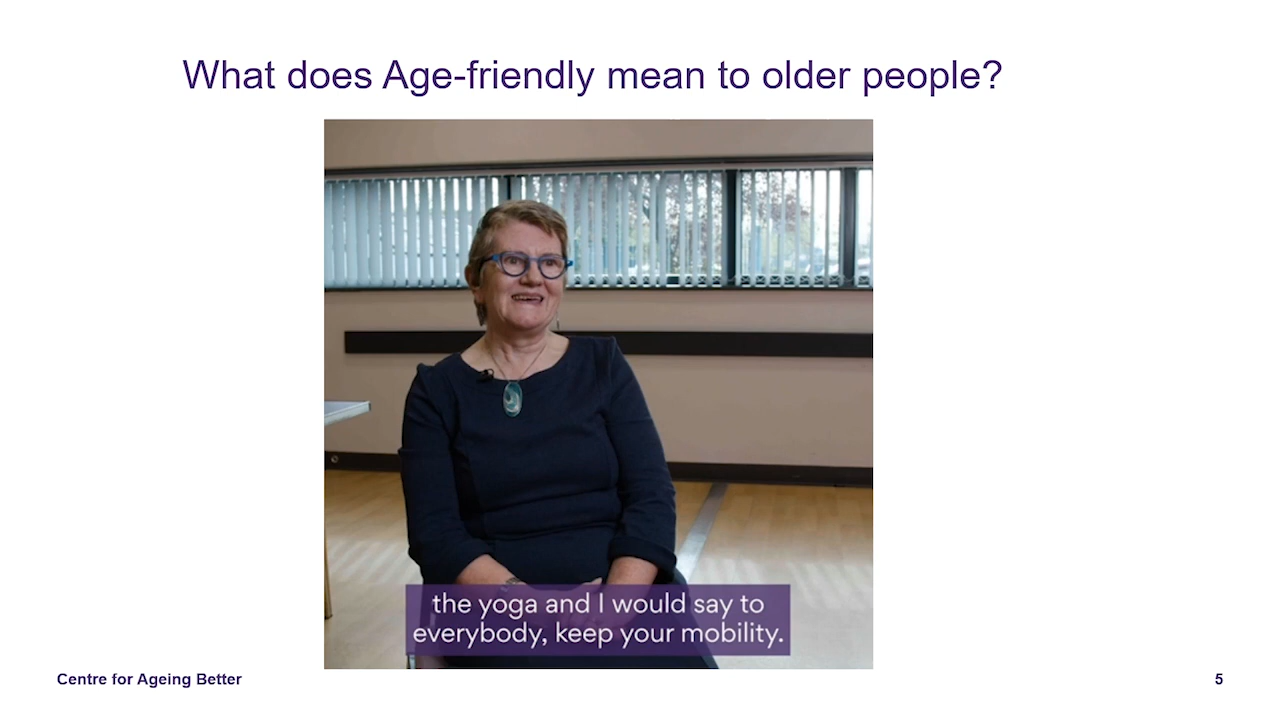 What does Age-friendly mean to older people?
the yoga and I would say to
everybody, keep your mobility.
Centre for Ageing Better
5